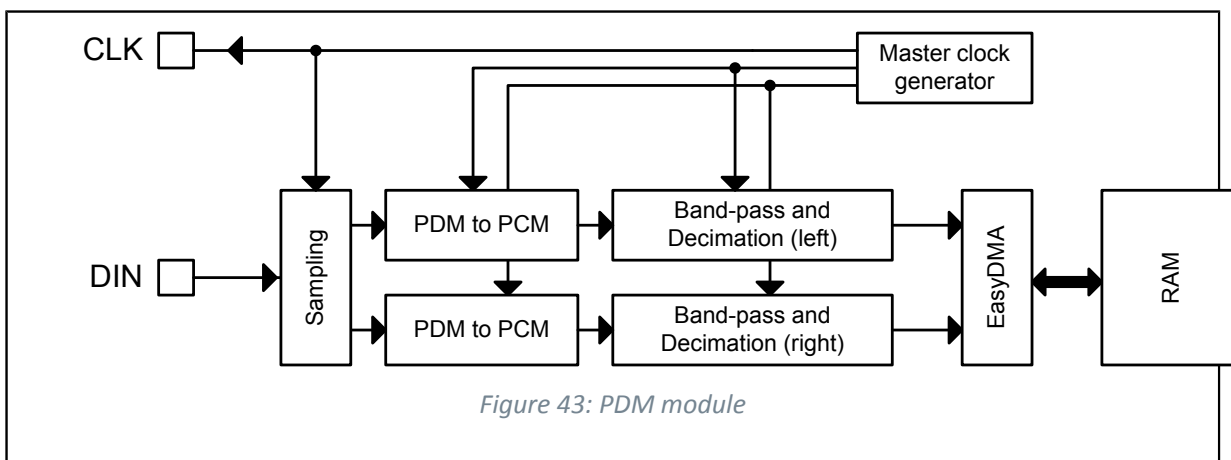 CLK
Master clock
generator
DIN
Sampling
PDM to PCM
Band-pass and
Decimation (left)
PDM to PCM
Band-pass and
Decimation (right)
EasyDMA
RAM
Figure 43: PDM module